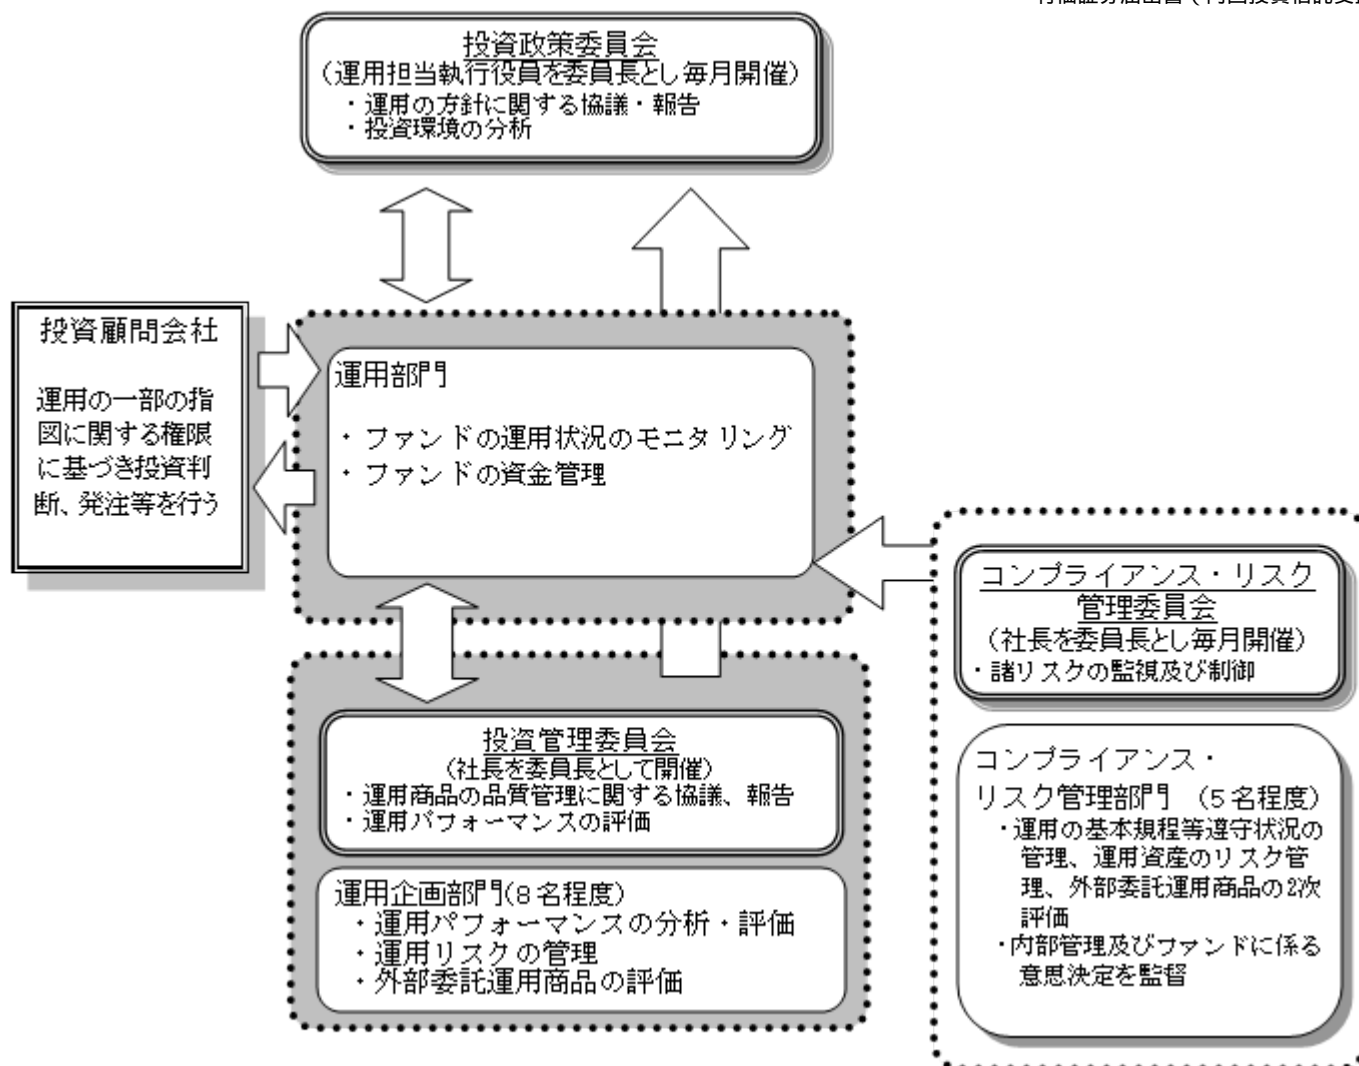 投資政策委員会
(運用担当執行役員を委員長とし毎月開催)
・運用の方針に関する協議・報告
・投資環境の分析
投資顧問会社
運用の一部の指
図に関する権限
に基づき投資判
断、発注等を行う
運用部門
・ファンドの運用状況のモニタリング
・ファンドの資金管理
コンプライアンス・リスク
管理委員会
(社長を委員長とし毎月開催)
・諸リスクの監視及び制御
投資管理委員会
(社長を委員長として開催)
・運用商品の品質管理に関する協議、報告
・運用パフォーマンスの評価
コンプライアンス・
リスク管理部門 (5名程度)
・運用の基本規程等遵守状況の
管理、運用資産のリスク管
理、外部委託運用商品の2次
評価
・内部管理及びファンドに係る
意思決定を監督
運用企画部門(8名程度)
・運用パフォーマンスの分析・評価
・運用リスクの管理
・外部委託運用商品の評価